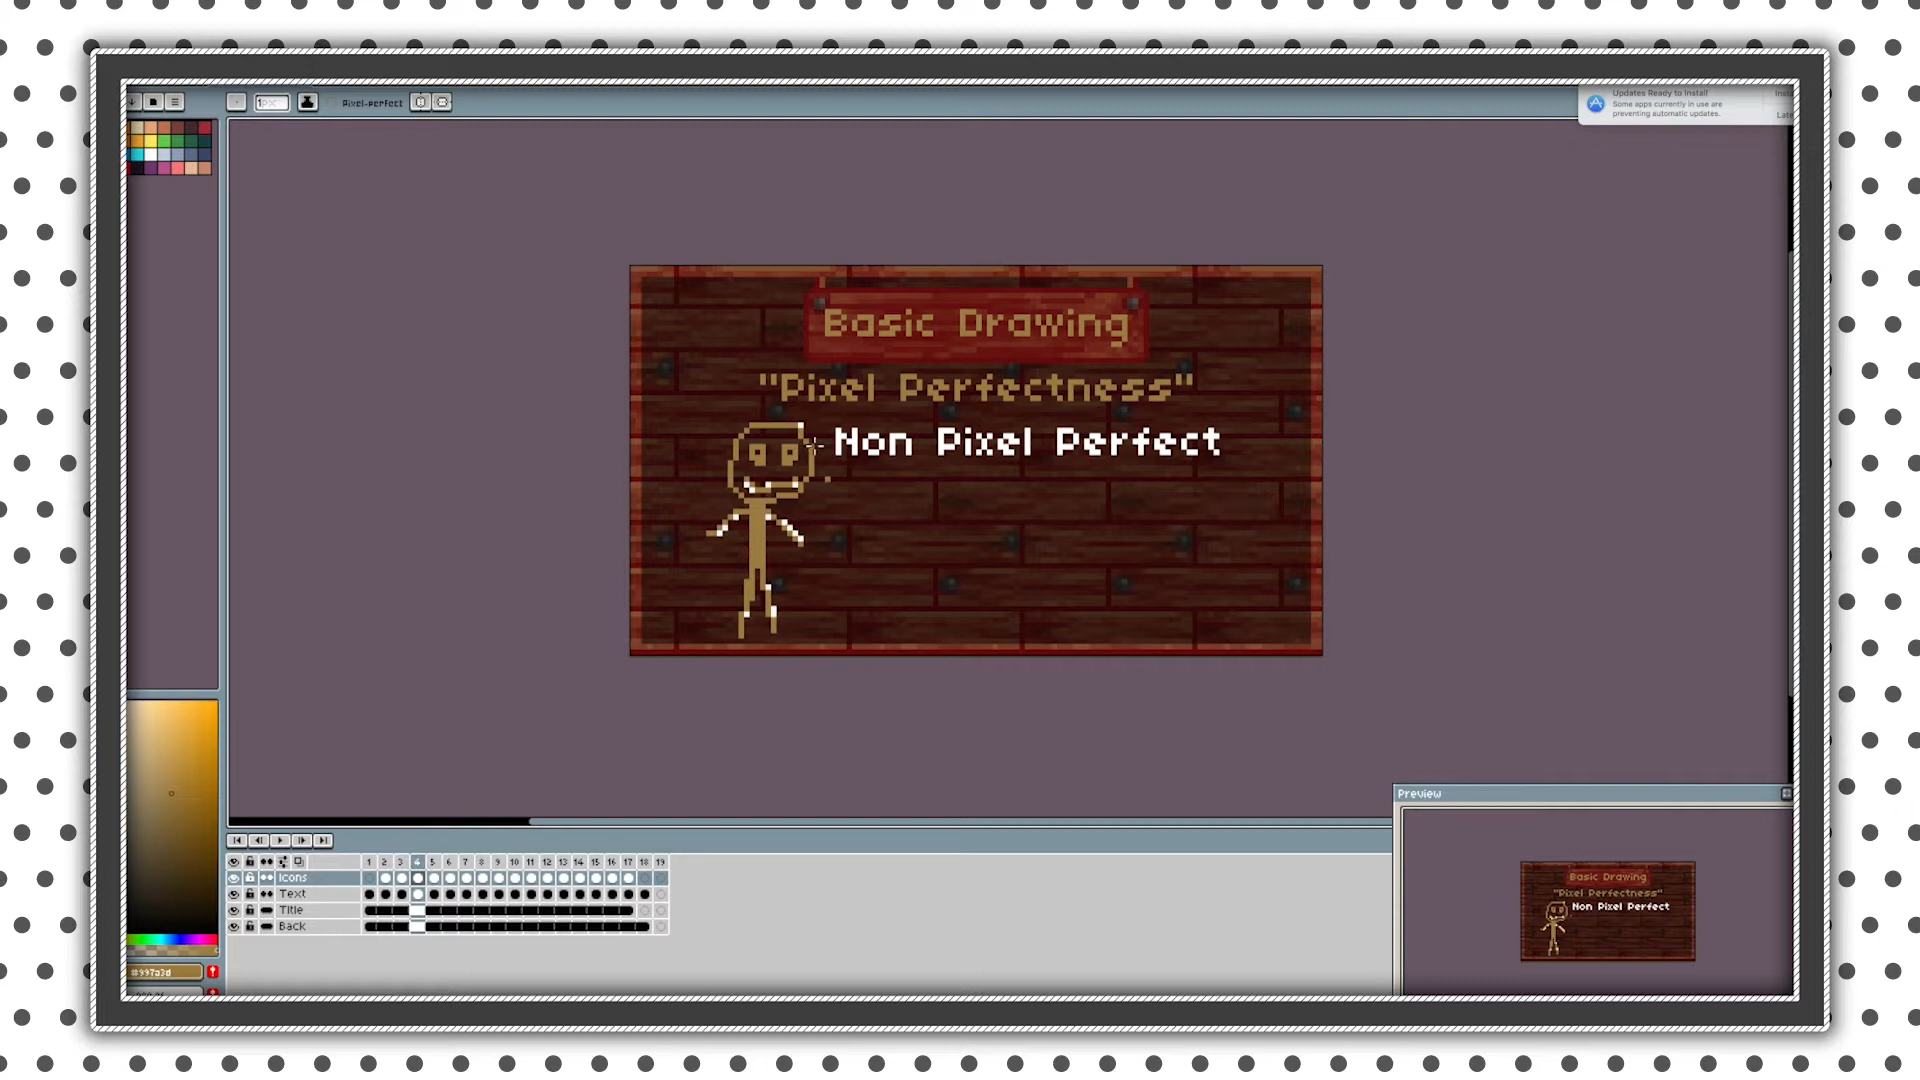 1px
Pixel-perfect
Updates Ready to Install
Some apps currently in use are
preventing automatic updates.
Basic Drawing
"Pixel Perfectness"
Non Pixel Perfect
Preview
1 2 3 4 5 6 7 8 9 10 11 12 13 14 15 16 17 18 19
Icons
Text
Title
Back
Basic Drawing
"Pixel Perfectness"
Non Pixel Perfect
#997a3d